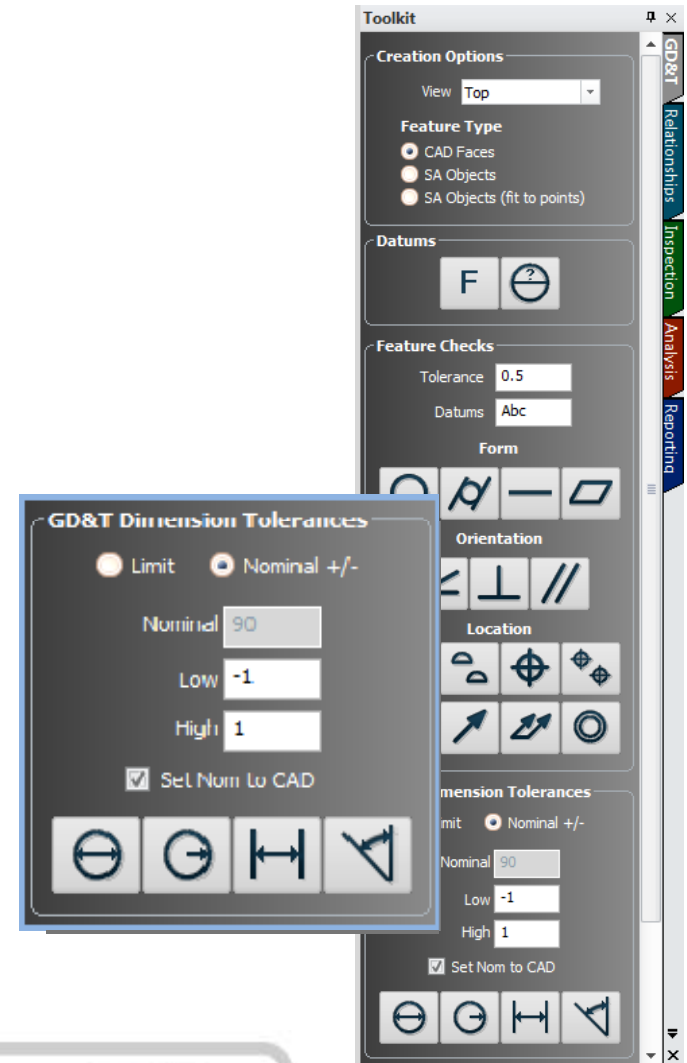 Toolkit
Creation Options
View Top
Feature Type
CAD Faces
SA Objects
SA Objects (fit to points)
Datums
F ?
Feature Checks
Tolerance 0.5
Datums Abc
Form
Orientation
Location
mension Tolerances
mit Nominal +/-
Nominal 90
Low -1
High 1
Set Nom to CAD
GD&T Dimension Tolerances
Limit Nominal +/-
Nominal 90
Low -1
High 1
Set Nom to CAD
GD&T
Relationships
Inspection
Analysis
Reporting